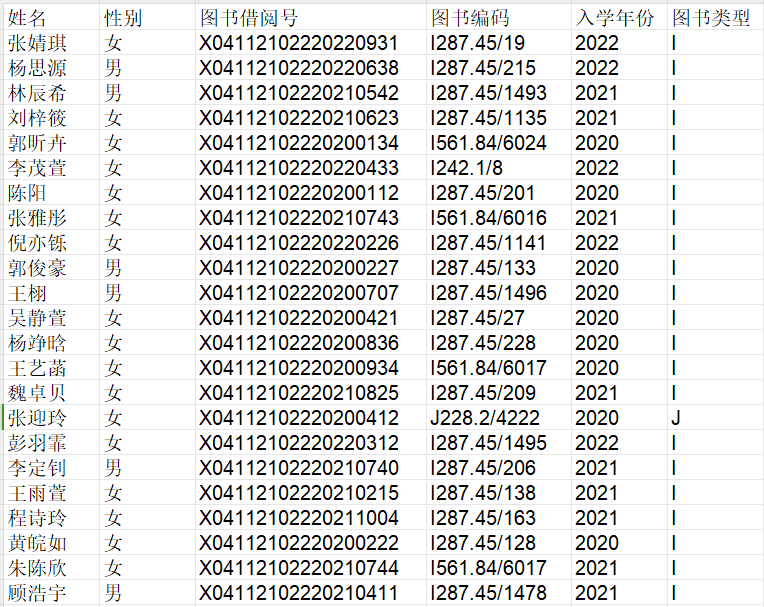 姓名 性别 图书借阅号 图书编码 入学年份 图书类型
张婧琪 女 X04112102220220931 I287.45/19 2022 I
杨思源 男 X04112102220220638 I287.45/215 2022 I
林辰希 男 X04112102220210542 I287.45/1493 2021 I
刘梓筱 女 X04112102220210623 I287.45/1135 2021 I
郭昕卉 女 X04112102220200134 I561.84/6024 2020 I
李茂萱 女 X04112102220220433 I242.1/8 2022 I
陈阳 女 X04112102220200112 I287.45/201 2020 I
张雅彤 女 X04112102220210743 I561.84/6016 2021 I
倪亦铄 女 X04112102220220226 I287.45/1141 2022 I
郭俊豪 男 X04112102220200227 I287.45/133 2020 I
王栩 男 X04112102220200707 I287.45/1496 2020 I
吴静萱 女 X04112102220200421 I287.45/27 2020 I
杨竫晗 女 X04112102220200836 I287.45/228 2020 I
王艺菡 女 X04112102220200934 I561.84/6017 2020 I
魏卓贝 女 X04112102220210825 I287.45/209 2021 I
张迎玲 女 X04112102220200412 J228.2/4222 2020 J
彭羽霏 女 X04112102220220312 I287.45/1495 2022 I
李定钊 男 X04112102220210740 I287.45/206 2021 I
王雨萱 女 X04112102220210215 I287.45/138 2021 I
程诗玲 女 X04112102220211004 I287.45/163 2021 I
黄皖如 女 X04112102220200222 I287.45/128 2020 I
朱陈欣 女 X04112102220210744 I561.84/6017 2021 I
顾浩宇 男 X04112102220210411 I287.45/1478 2021 I